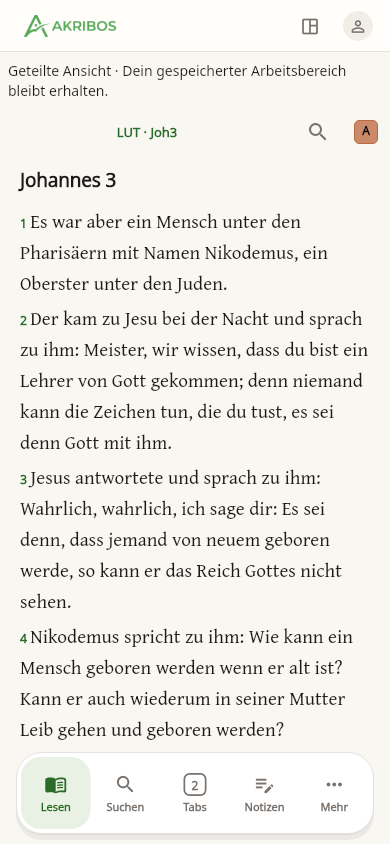 AKRIBOS
Geteilte Ansicht · Dein gespeicherter Arbeitsbereich
bleibt erhalten.
LUT · Joh3
A
Johannes 3
1 Es war aber ein Mensch unter den
Pharisäern mit Namen Nikodemus, ein
Oberster unter den Juden.
2 Der kam zu Jesu bei der Nacht und sprach
zu ihm: Meister, wir wissen, dass du bist ein
Lehrer von Gott gekommen; denn niemand
kann die Zeichen tun, die du tust, es sei
denn Gott mit ihm.
3 Jesus antwortete und sprach zu ihm:
Wahrlich, wahrlich, ich sage dir: Es sei
denn, dass jemand von neuem geboren
werde, so kann er das Reich Gottes nicht
sehen.
4 Nikodemus spricht zu ihm: Wie kann ein
Mensch geboren werden wenn er alt ist?
Kann er auch wiederum in seiner Mutter
Leib gehen und geboren werden?
2
Lesen Suchen Tabs Notizen Mehr